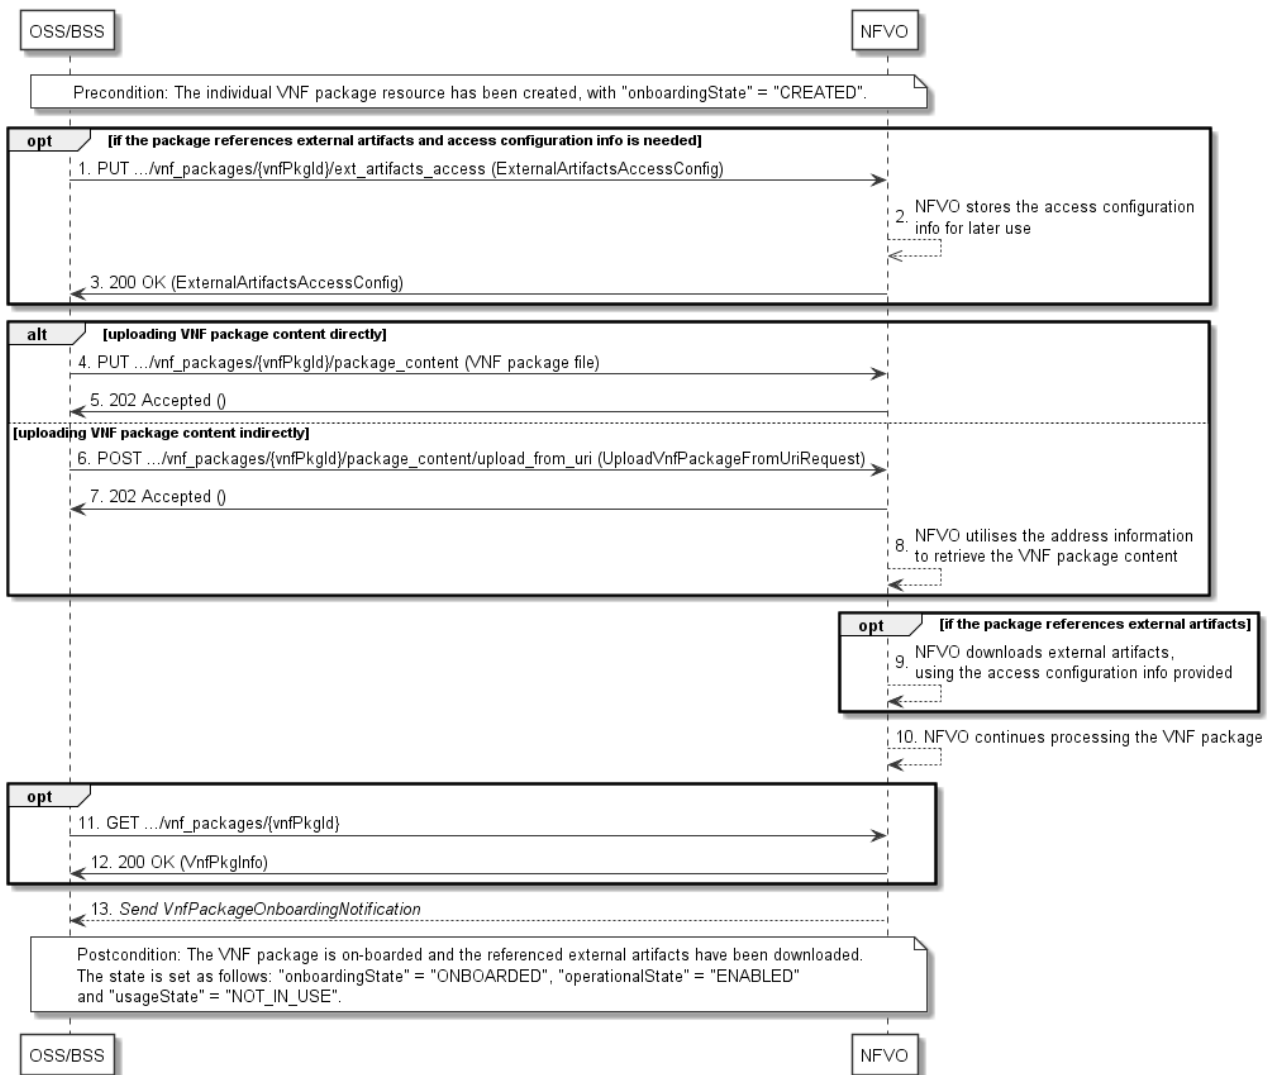 OSS/BSS
NFVO
Precondition: The individual VNF package resource has been created, with "onboardingState" = "CREATED".
opt
[if the package references external artifacts and access configuration info is needed]
1. PUT .../vnf_packages/{vnfPkgId}/ext_artifacts_access (ExternalArtifactsAccessConfig)
2. NFVO stores the access configuration
info for later use
3. 200 OK (ExternalArtifactsAccessConfig)
alt
[uploading VNF package content directly]
4. PUT .../vnf_packages/{vnfPkgId}/package_content (VNF package file)
5. 202 Accepted ()
[uploading VNF package content indirectly]
6. POST .../vnf_packages/{vnfPkgId}/package_content/upload_from_uri (UploadVnfPackageFromUriRequest)
7. 202 Accepted ()
8. NFVO utilises the address information
to retrieve the VNF package content
opt
[if the package references external artifacts]
9. NFVO downloads external artifacts,
using the access configuration info provided
10. NFVO continues processing the VNF package
opt
11. GET .../vnf_packages/{vnfPkgId}
12. 200 OK (VnfPkgInfo)
13. Send VnfPackageOnboardingNotification
Postcondition: The VNF package is on-boarded and the referenced external artifacts have been downloaded.
The state is set as follows: "onboardingState" = "ONBOARDED", "operationalState" = "ENABLED"
and "usageState" = "NOT_IN_USE".
OSS/BSS
NFVO